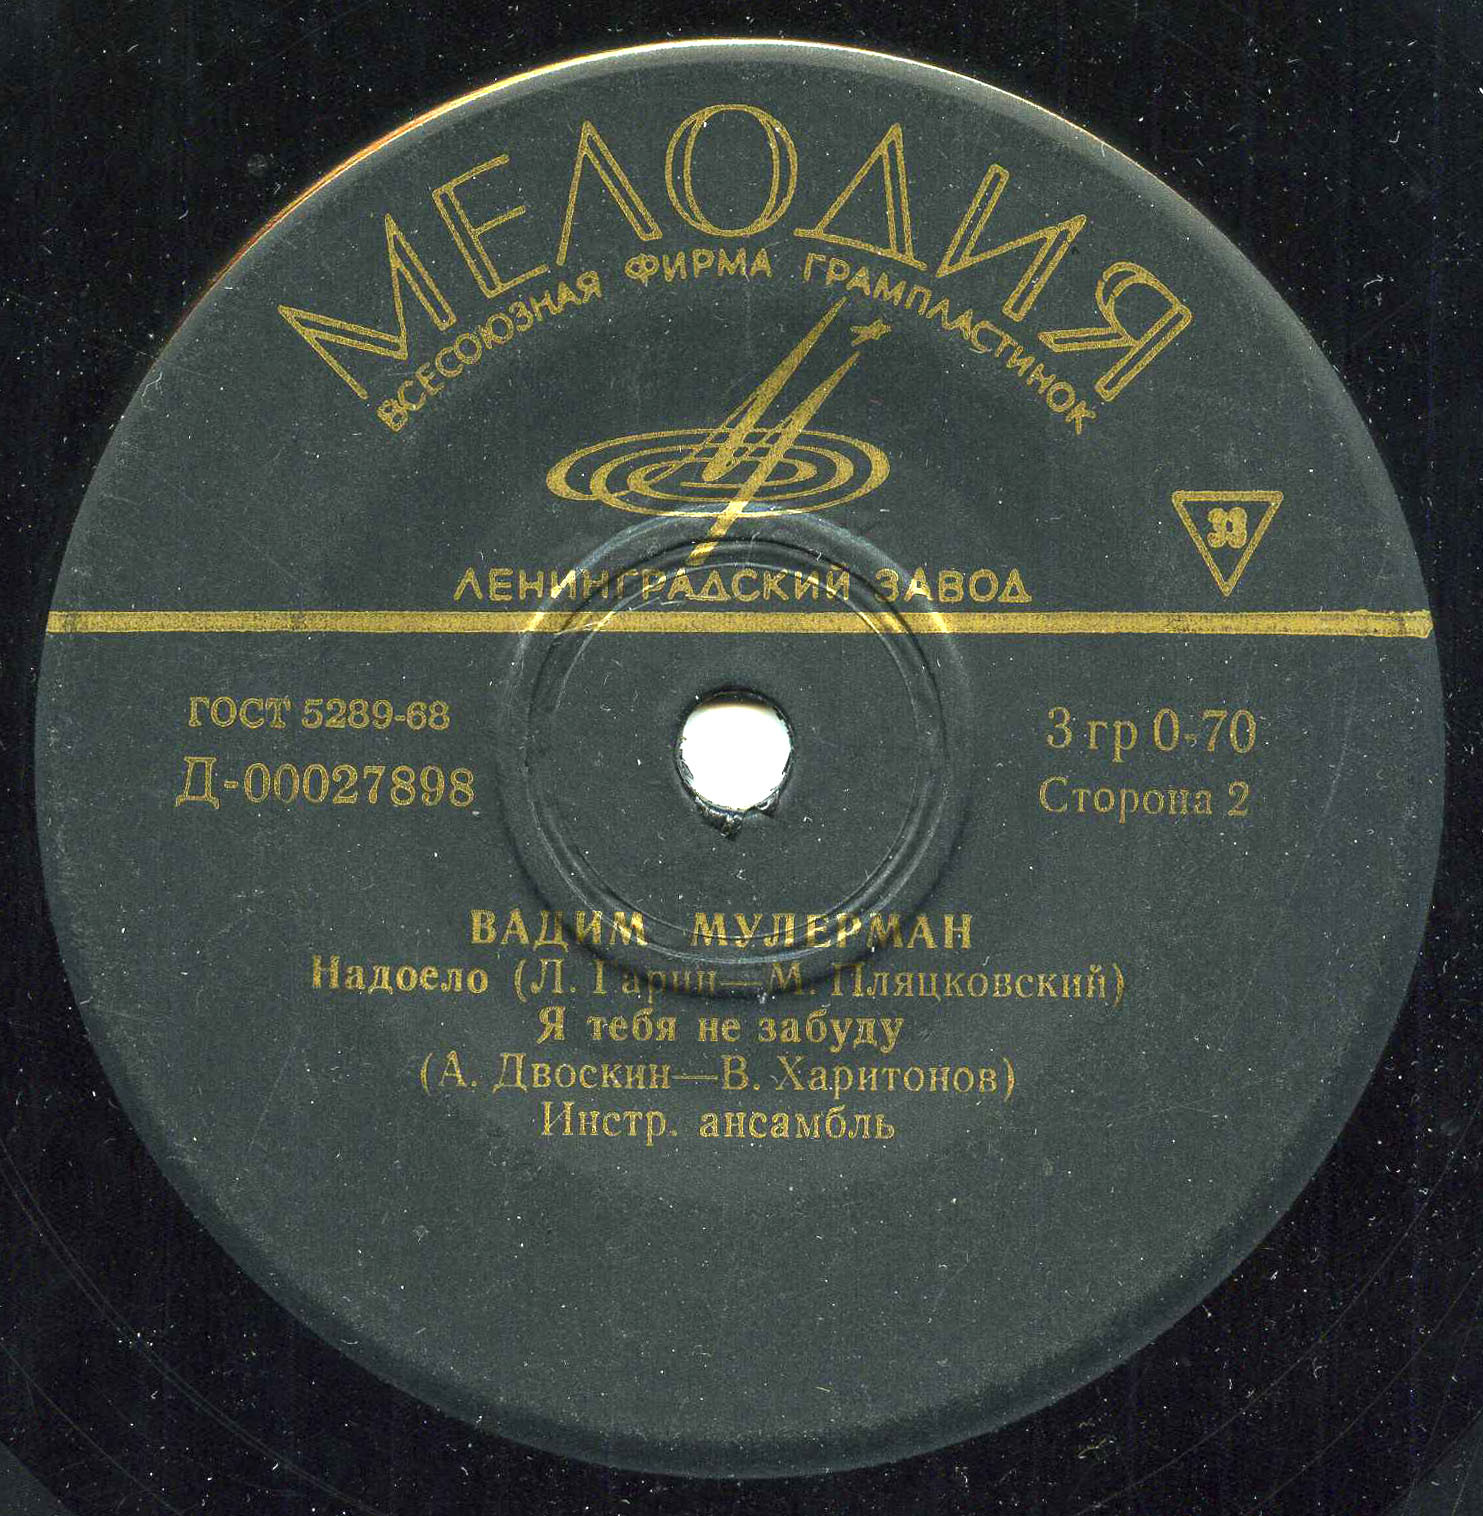 МЕЛОДИЯ
ВСЕСОЮЗНАЯ ФИРМА ГРАМПЛАСТИНОК
33
ЛЕНИНГРАДСКИЙ ЗАВОД
ГОСТ 5289-68
Д-00027898
3 гр 0-70
Сторона 2
ВАДИМ МУЛЕРМАН
Надоело (Л. Гарин—М. Пляцковский)
Я тебя не забуду
(А. Двоскин—В. Харитонов)
Инстр. ансамбль